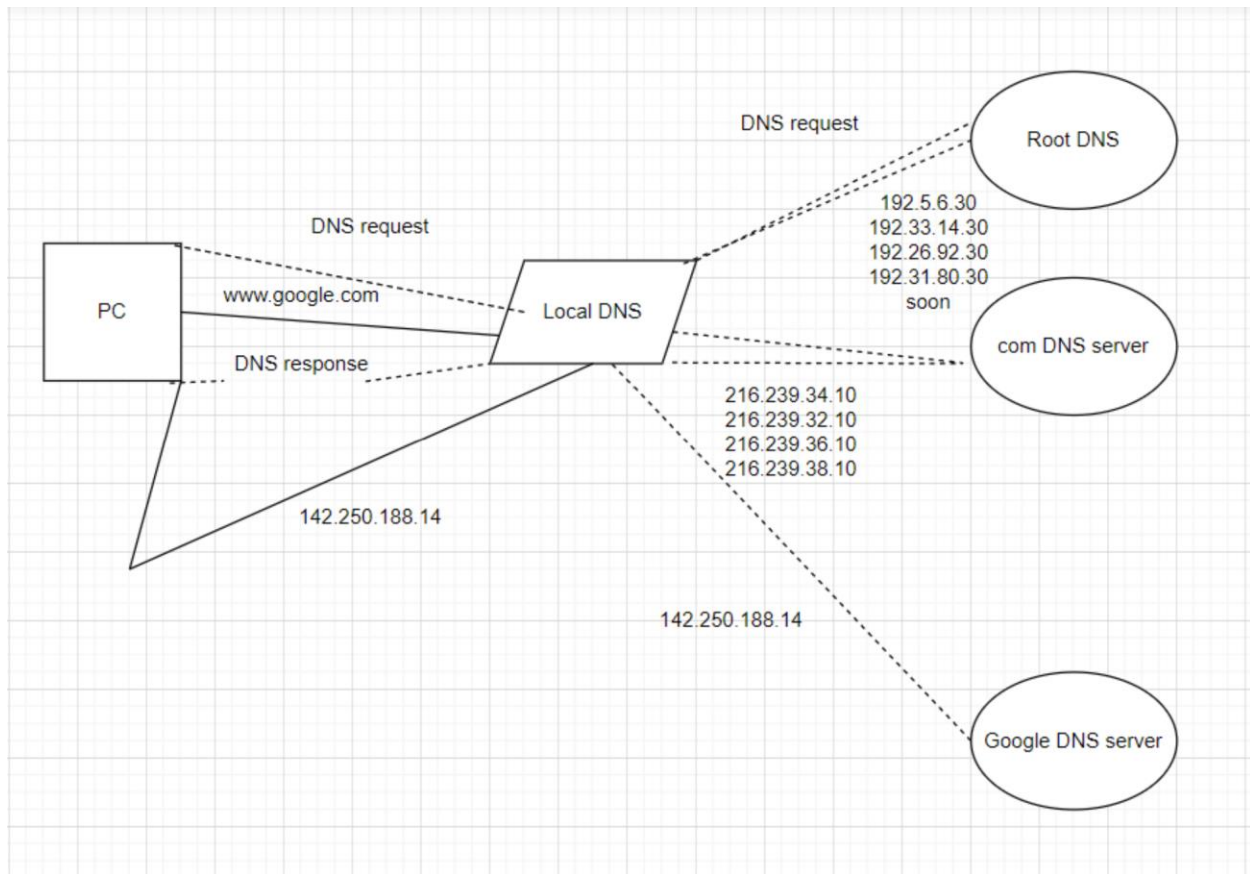 DNS request
Root DNS
192.5.6.30
192.33.14.30
192.26.92.30
192.31.80.30
soon
DNS request
www.google.com
PC
Local DNS
DNS response
com DNS server
216.239.34.10
216.239.32.10
216.239.36.10
216.239.38.10
142.250.188.14
142.250.188.14
Google DNS server